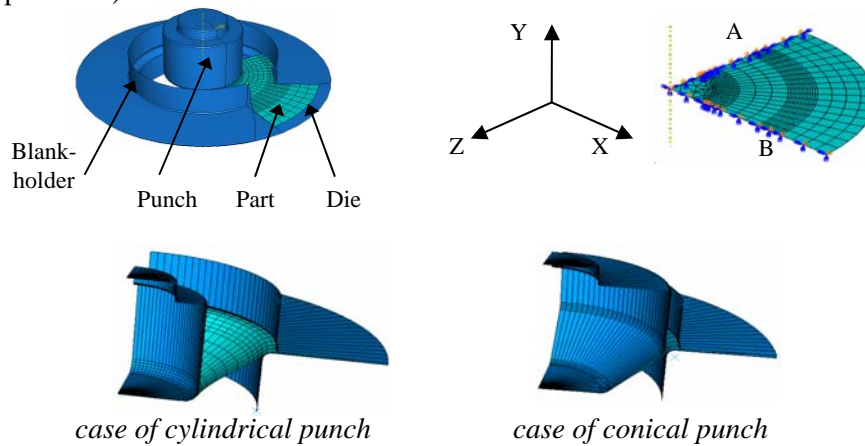 Y
A
Z
X
B
Blank-
holder
Punch
Part
Die
case of cylindrical punch
case of conical punch